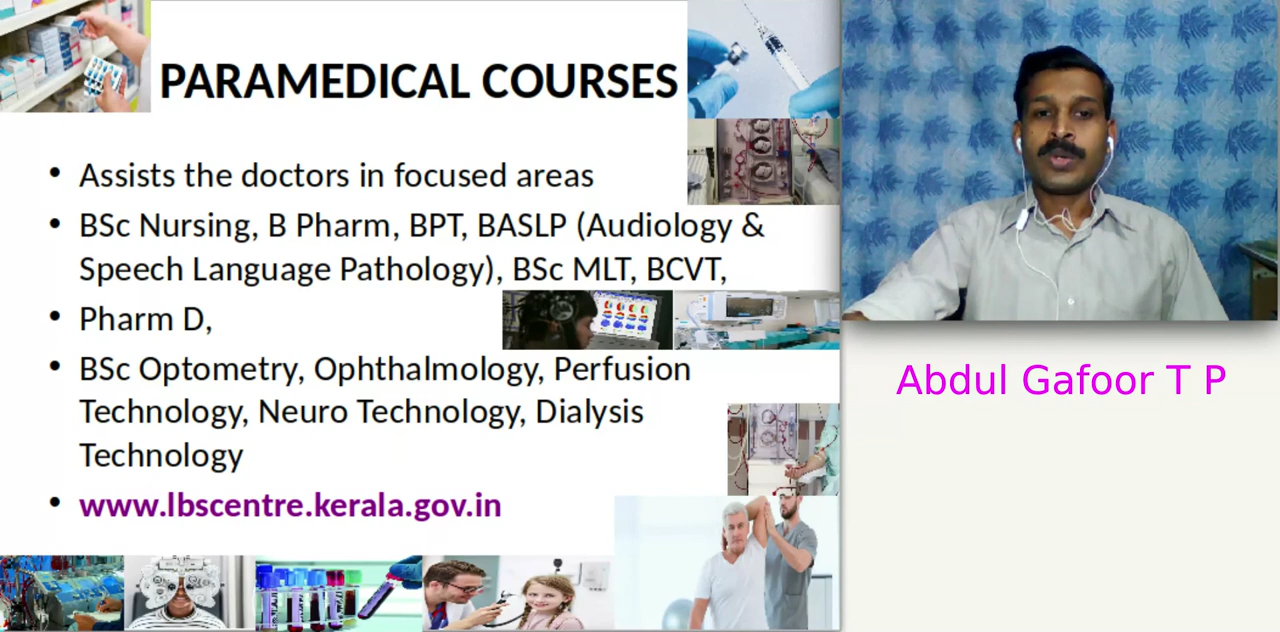 PARAMEDICAL COURSES
• Assists the doctors in focused areas
• BSc Nursing, B Pharm, BPT, BASLP (Audiology &
Speech Language Pathology), BSc MLT, BCVT,
• Pharm D,
• BSc Optometry, Ophthalmology, Perfusion
Technology, Neuro Technology, Dialysis
Technology
• www.lbscentre.kerala.gov.in
Abdul Gafoor T P